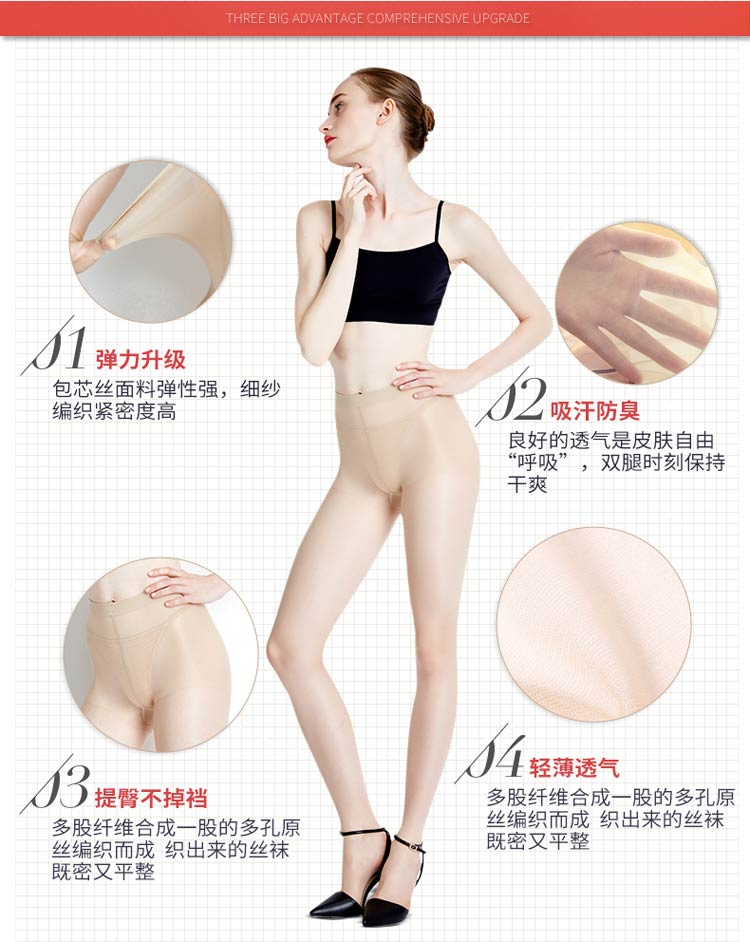 THREE BIG ADVANTAGE COMPREHENSIVE UPGRADE
01 弹力升级
包芯丝面料弹性强，细纱
编织紧密度高
02 吸汗防臭
良好的透气是皮肤自由
“呼吸”，双腿时刻保持
干爽
03 提臀不掉裆
多股纤维合成一股的多孔原
丝编织而成 织出来的丝袜
既密又平整
04 轻薄透气
多股纤维合成一股的多孔原
丝编织而成 织出来的丝袜
既密又平整